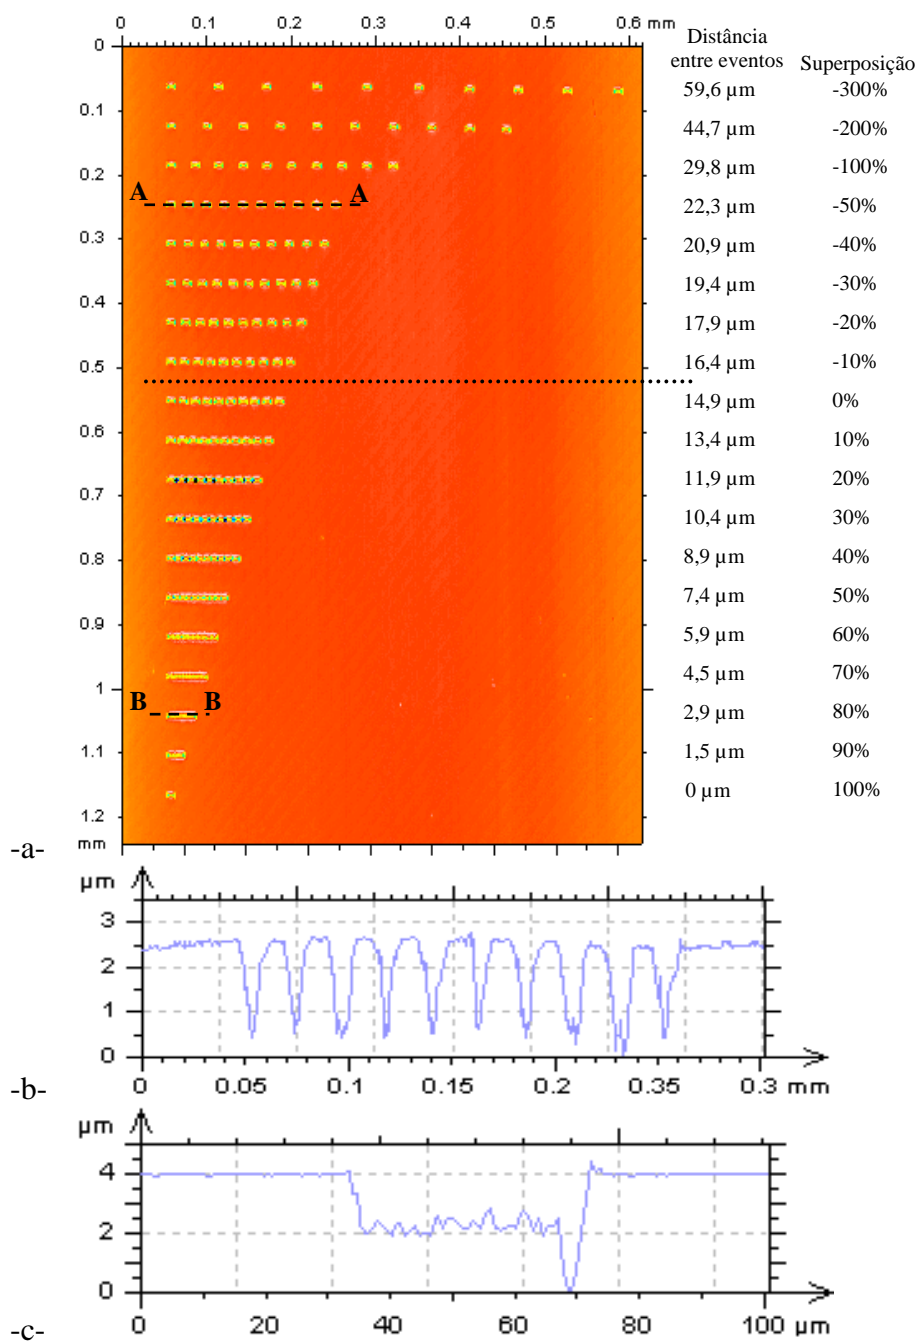 0 0.1 0.2 0.3 0.4 0.5 0.6 mm
Distância
entre eventos Superposição
0
59,6 µm -300%
0.1
44,7 µm -200%
29,8 µm -100%
0.2
A A
22,3 µm -50%
0.3
20,9 µm -40%
19,4 µm -30%
0.4
17,9 µm -20%
0.5
16,4 µm -10%
14,9 µm 0%
0.6
13,4 µm 10%
11,9 µm 20%
0.7
10,4 µm 30%
0.8
8,9 µm 40%
7,4 µm 50%
0.9
5,9 µm 60%
4,5 µm 70%
1
B B
2,9 µm 80%
1.1
1,5 µm 90%
0 µm 100%
1.2
mm
-a-
µm
3
2
1
0
0 0.05 0.1 0.15 0.2 0.35 0.3 mm
-b-
µm
4
2
0
0 20 40 60 80 100 µm
-c-